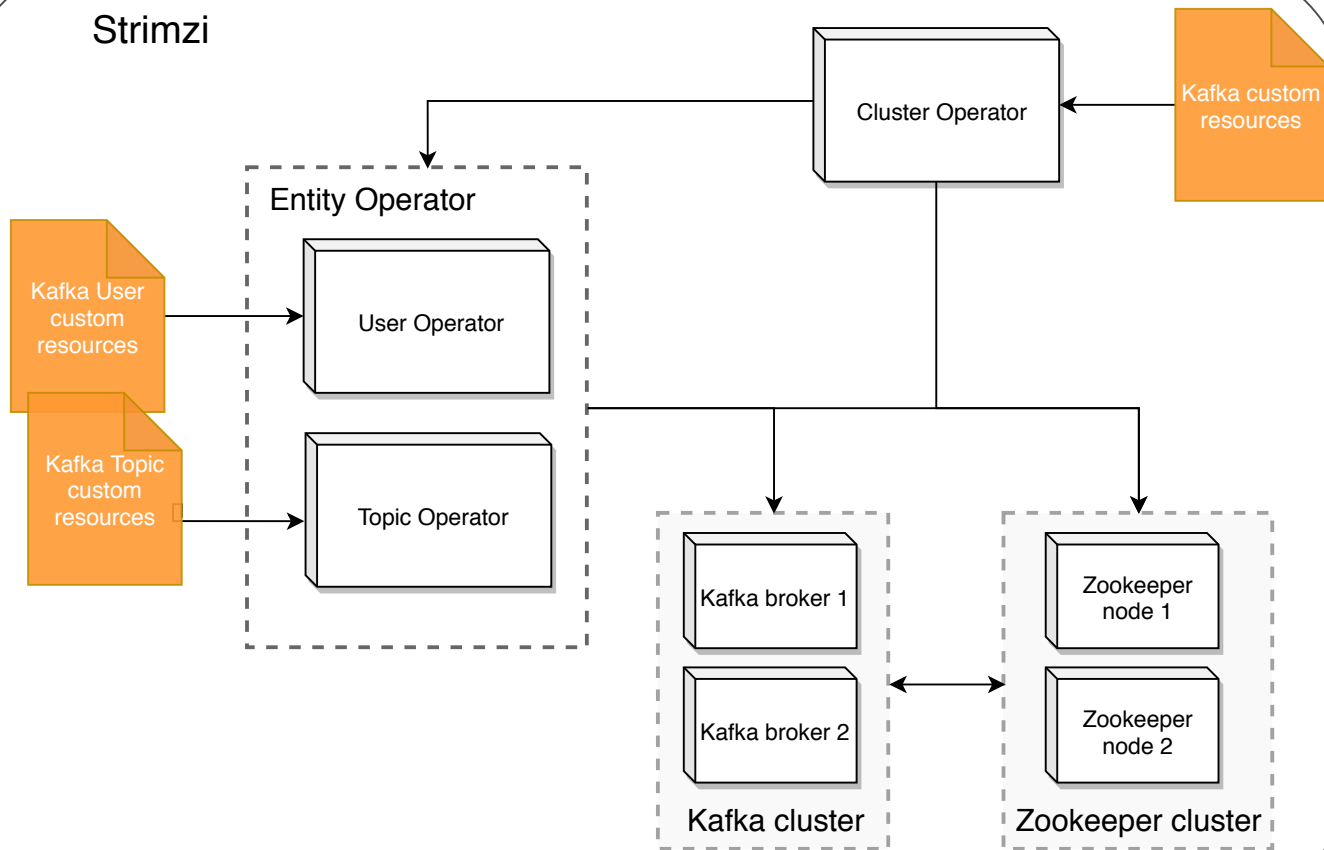 Strimzi
Cluster Operator
Kafka custom
resources
Entity Operator
Kafka User
custom
resources
User Operator
Kafka Topic
custom
resources
Topic Operator
Kafka broker 1
Zookeeper
node 1
Kafka broker 2
Zookeeper
node 2
Kafka cluster
Zookeeper cluster